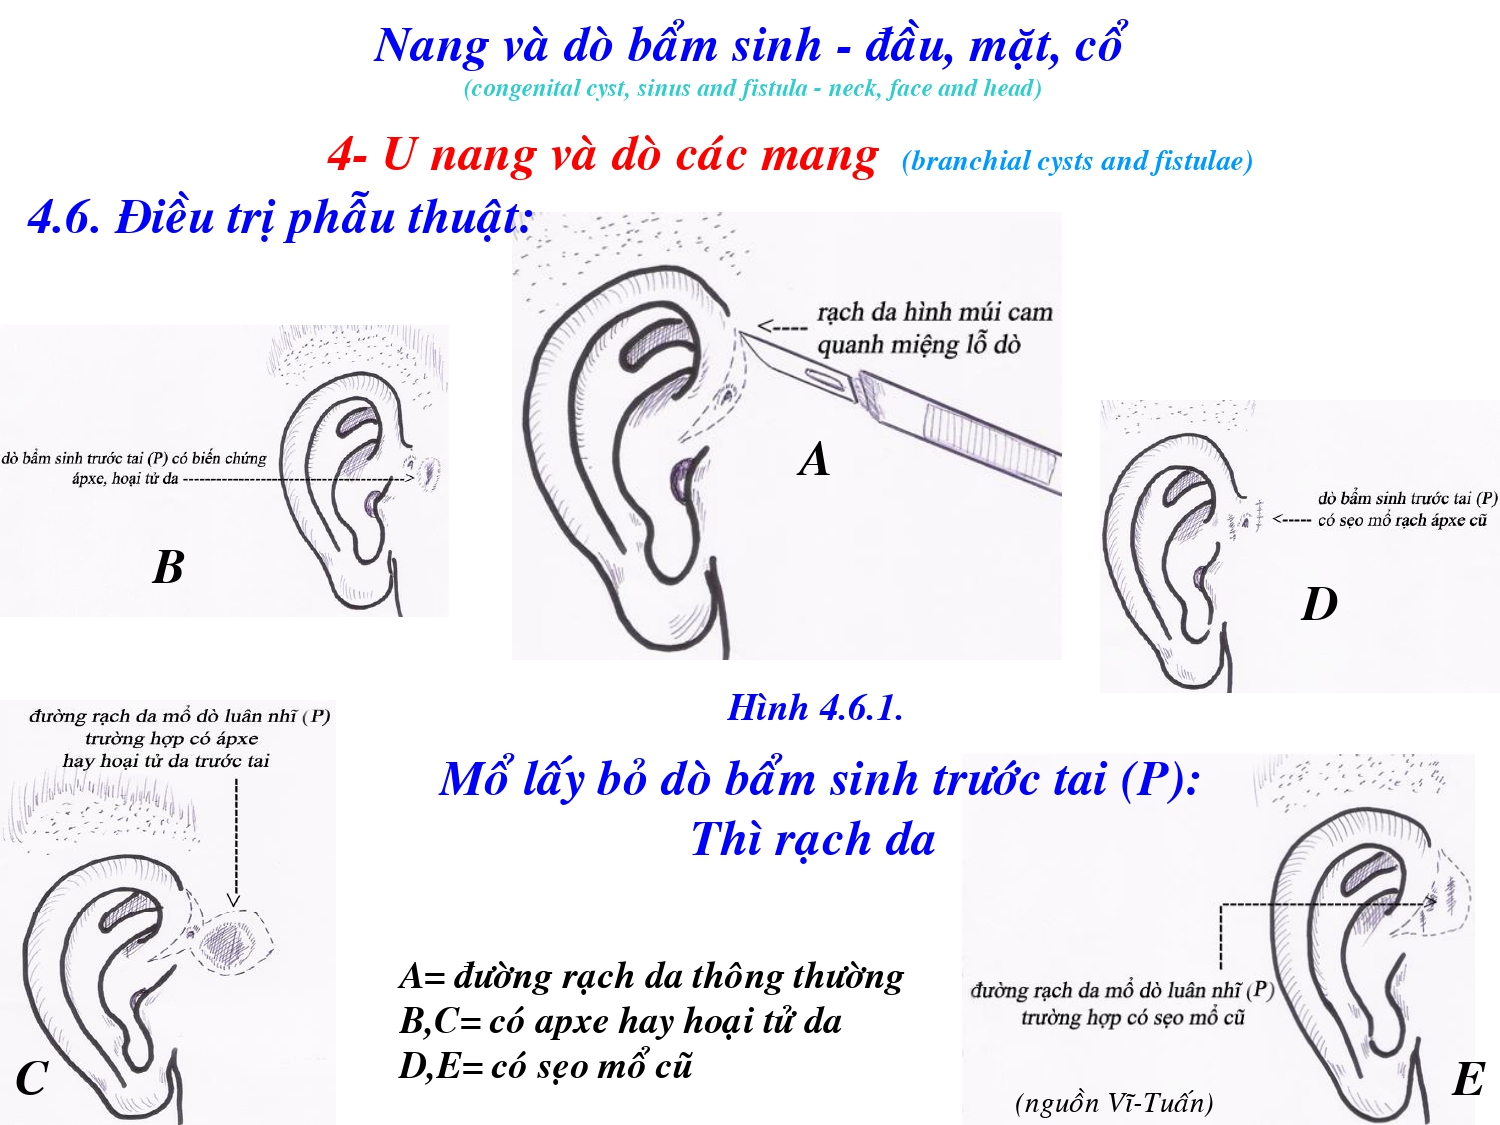 Nang và dò bẩm sinh - đầu, mặt, cổ
(congenital cyst, sinus and fistula - neck, face and head)
4- U nang và dò các mang (branchial cysts and fistulae)
4.6. Điều trị phẫu thuật:
<---- rạch da hình múi cam
quanh miệng lỗ dò
A
dò bẩm sinh trước tai (P) có biến chứng
ápxe, hoại tử da ---------->
B
dò bẩm sinh trước tai (P)
<----- có sẹo mổ rạch ápxe cũ
D
Hình 4.6.1.
đường rạch da mổ dò luân nhĩ (P)
trường hợp có ápxe
hay hoại tử da trước tai
C
Mổ lấy bỏ dò bẩm sinh trước tai (P):
Thì rạch da
A= đường rạch da thông thường
B,C= có apxe hay hoại tử da
D,E= có sẹo mổ cũ
đường rạch da mổ dò luân nhĩ (P)
trường hợp có sẹo mổ cũ
E
(nguồn Vĩ-Tuấn)